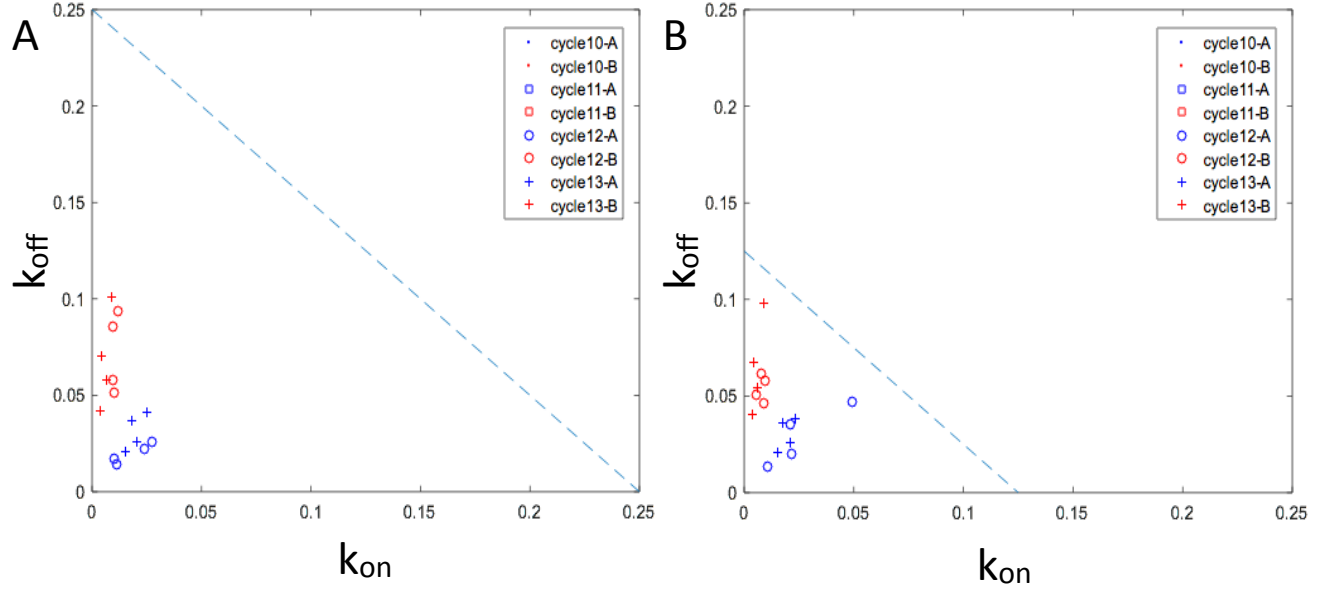 A
0.25
0.2
0.15
0.1
0.05
0
koff
0
0.05
0.1
0.15
0.2
0.25
kon
cycle10-A
cycle10-B
cycle11-A
cycle11-B
cycle12-A
cycle12-B
cycle13-A
cycle13-B
B
0.25
0.2
0.15
0.1
0.05
0
koff
0
0.05
0.1
0.15
0.2
0.25
kon
cycle10-A
cycle10-B
cycle11-A
cycle11-B
cycle12-A
cycle12-B
cycle13-A
cycle13-B